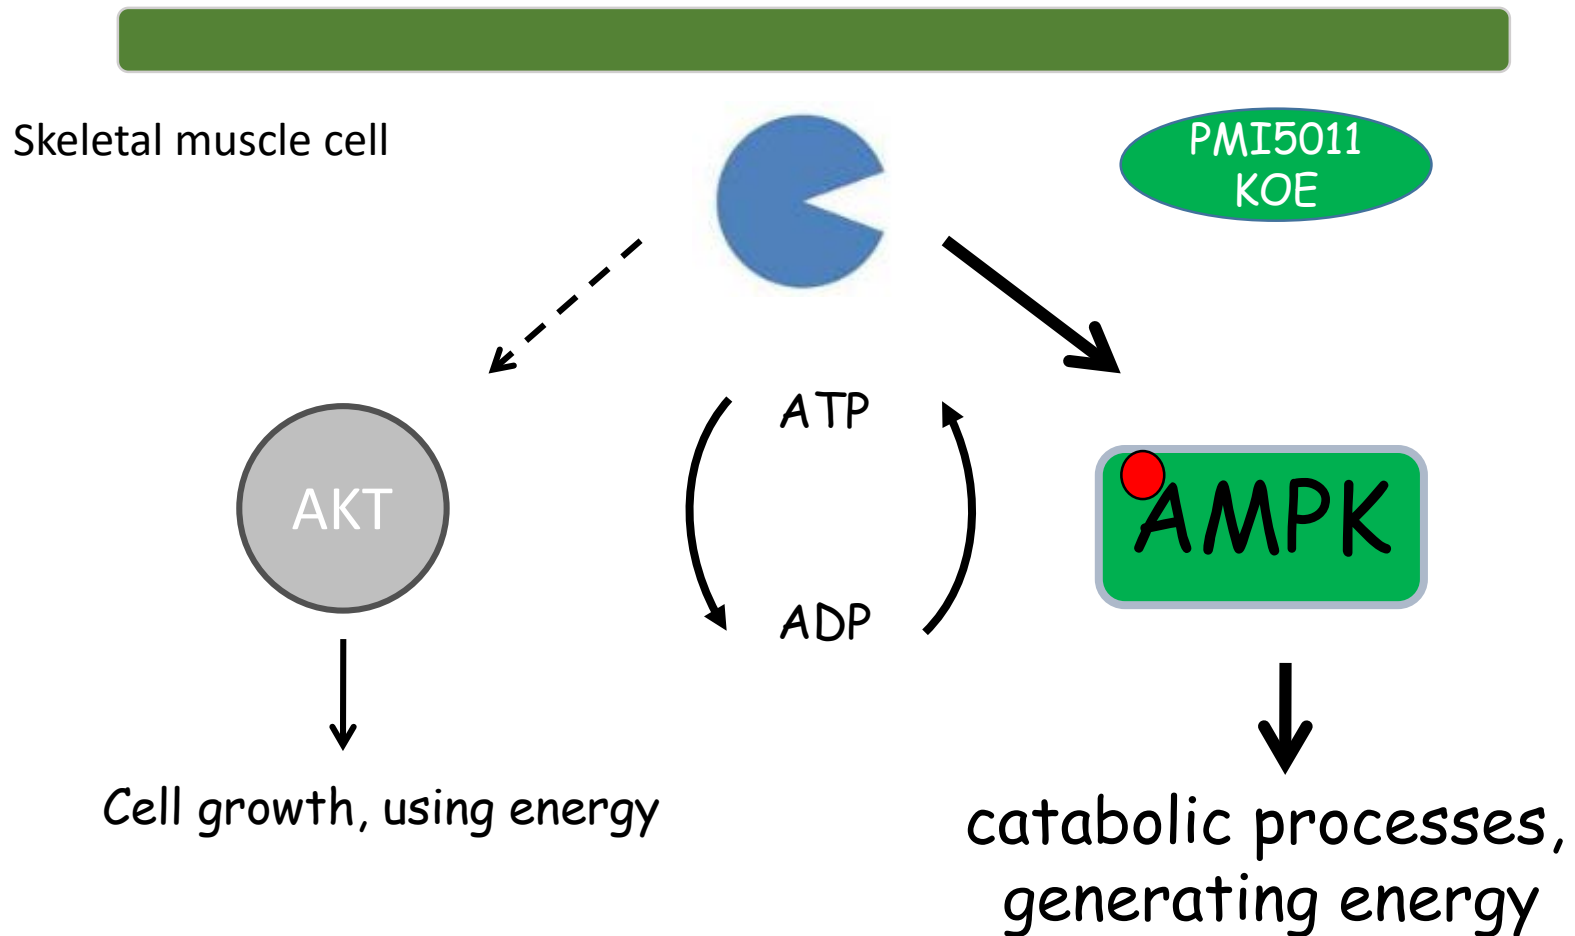 Skeletal muscle cell
PMI5011
KOE
ATP
AKT
AMPK
ADP
Cell growth, using energy
catabolic processes,
generating energy